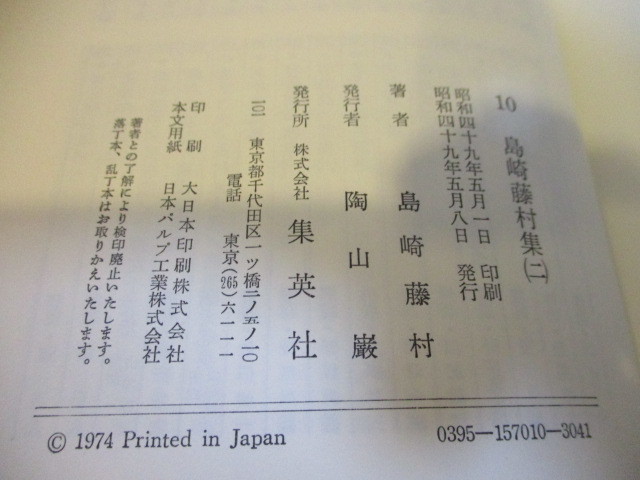 10 島崎藤村集(二)
昭和四十九年五月一日 印刷
昭和四十九年五月八日 発行
著者 島崎藤村
発行者 陶山巌
発行所 株式会社 集英社
101 東京都千代田区一ツ橋二ノ五ノ一〇
電話 東京(265)六一一一
印刷 大日本印刷株式会社
本文用紙 日本パルプ工業株式会社
著者との了解により検印廃止いたします。
落丁本、乱丁本はお取りかえいたします。
© 1974 Printed in Japan
0395—157010—3041